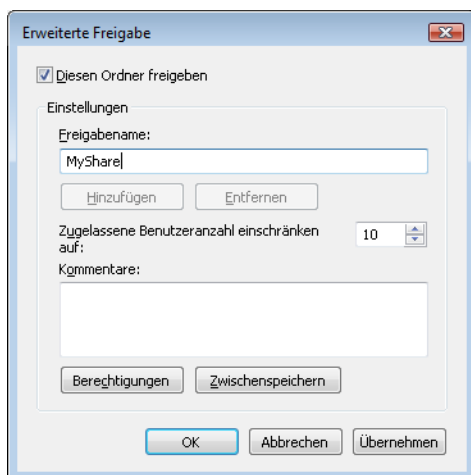 Erweiterte Freigabe
Diesen Ordner freigeben
Einstellungen
Freigabename:
MyShare
Hinzufügen Entfernen
Zugelassene Benutzeranzahl einschränken
auf:
10
Kommentare:
Berechtigungen Zwischenspeichern
OK Abbrechen Übernehmen